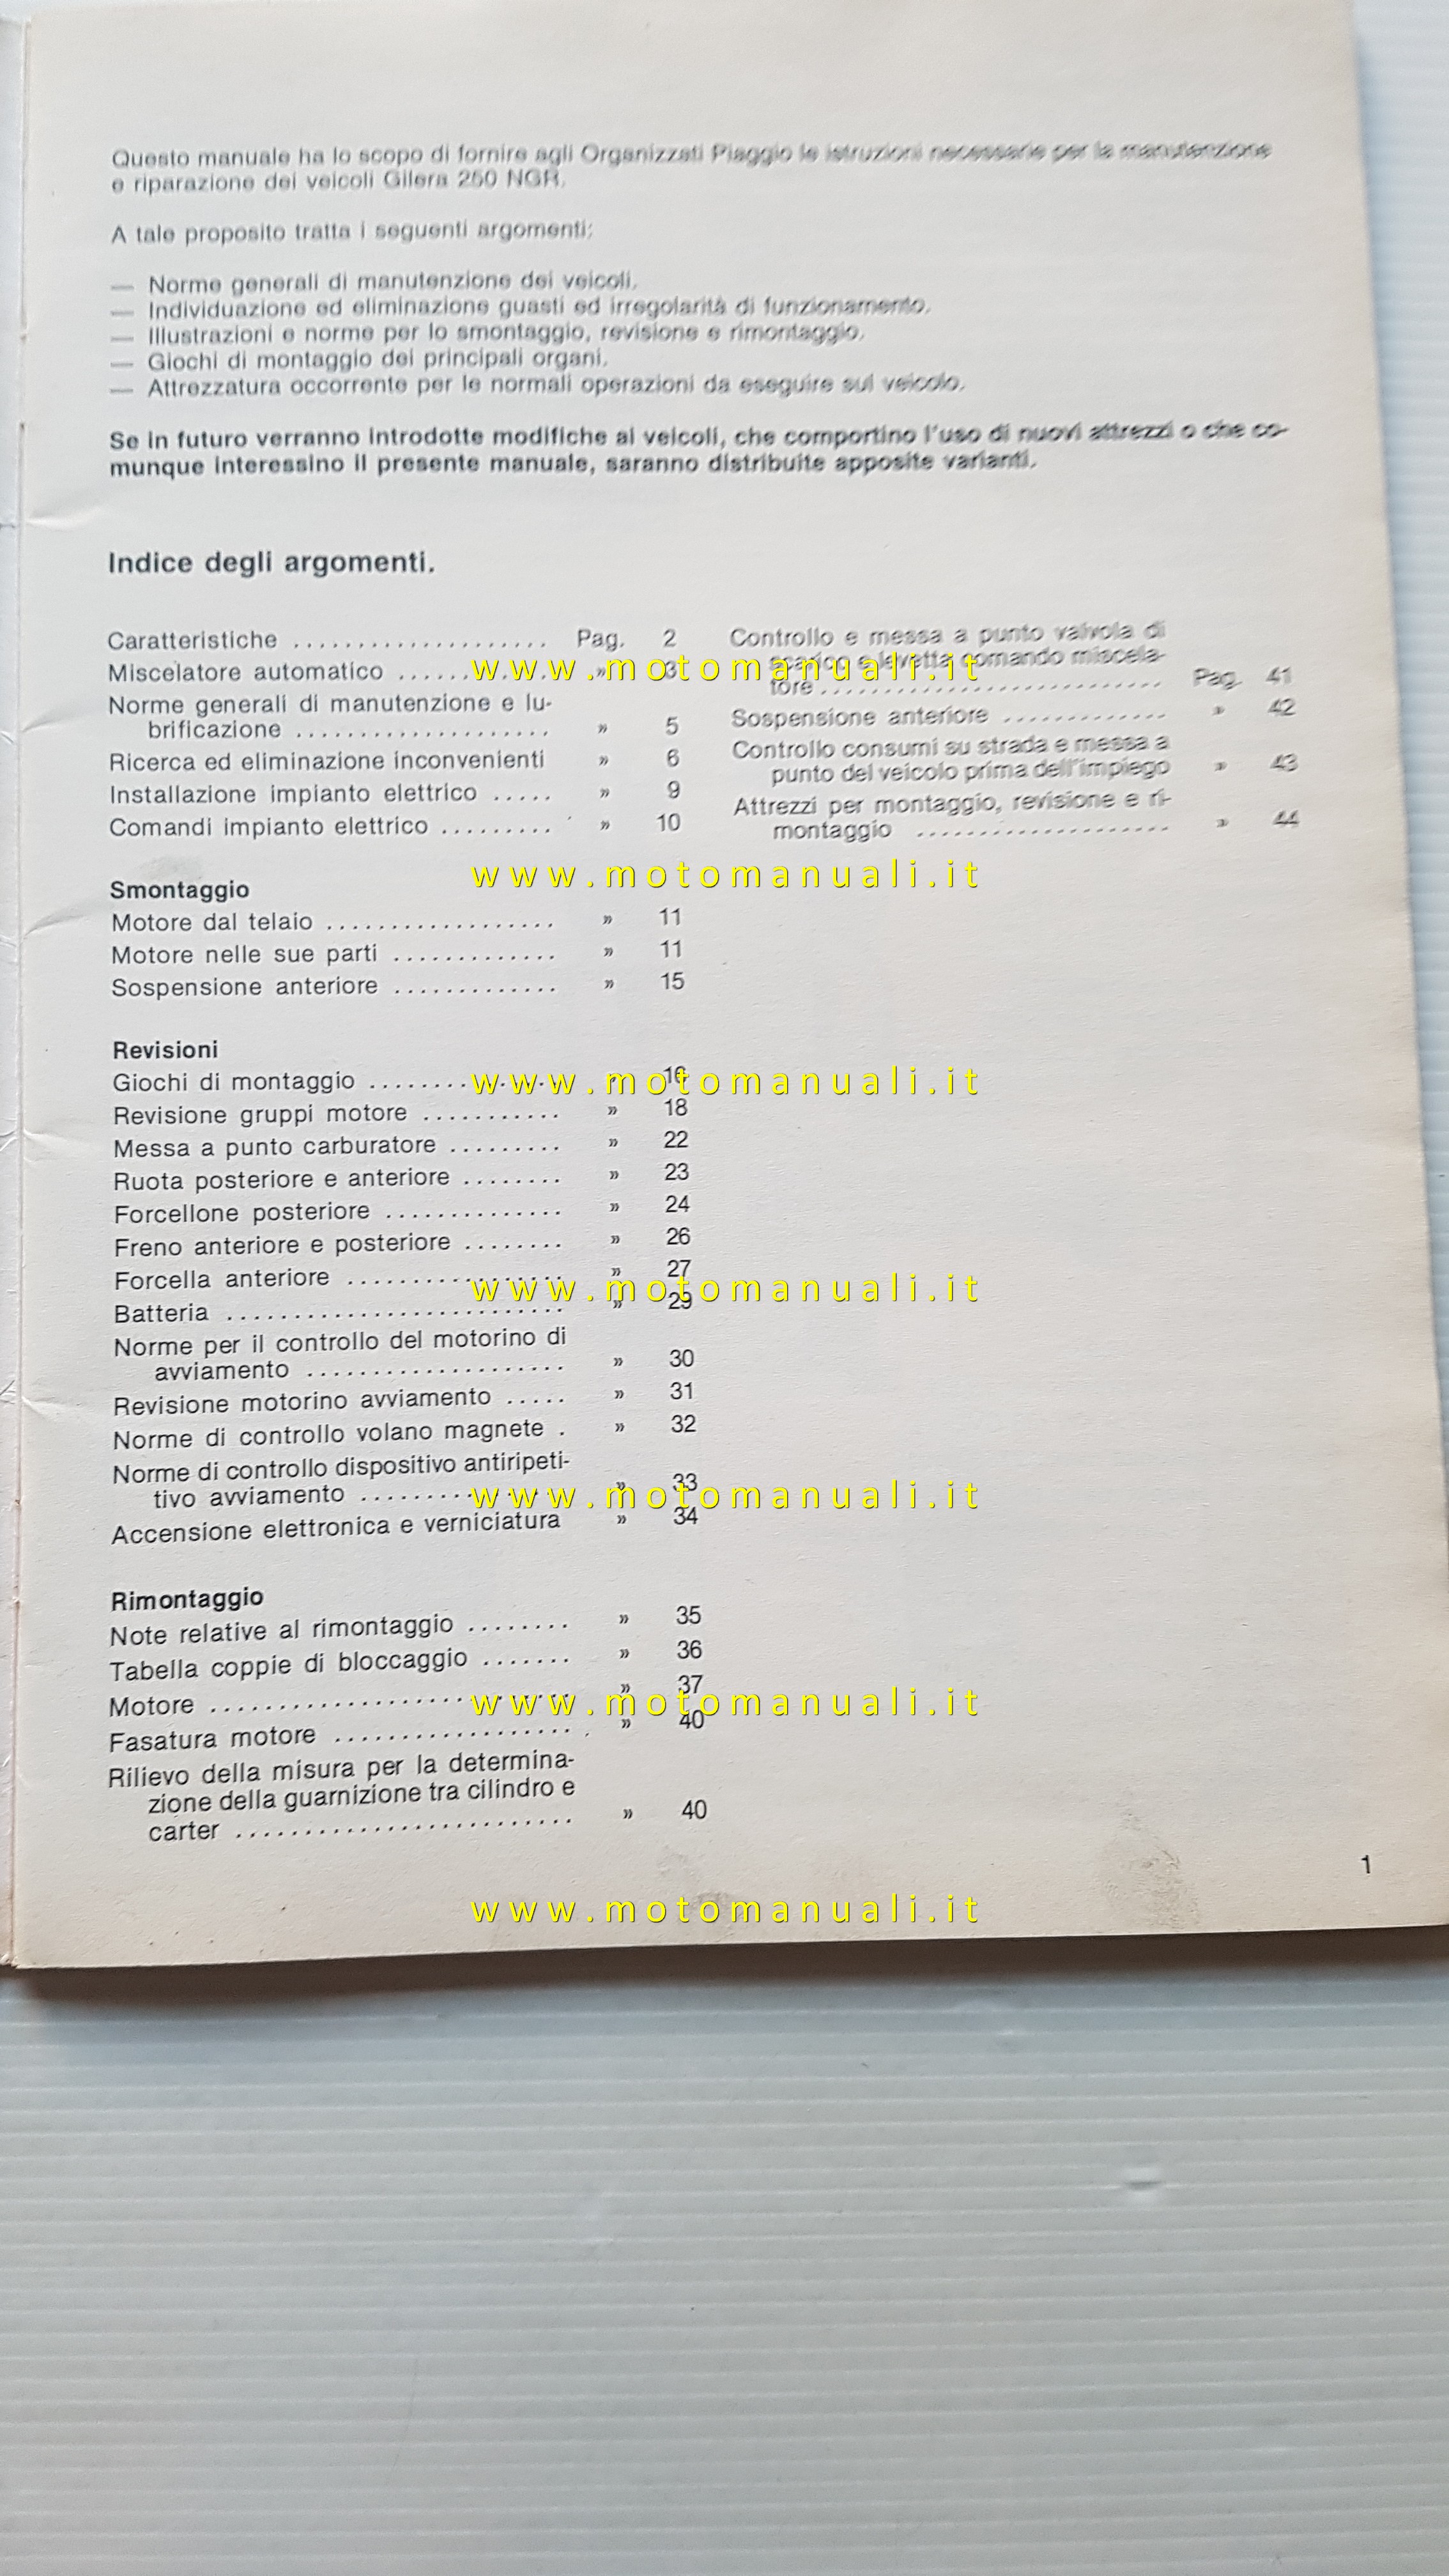 Questo manuale ha lo scopo di fornire agli Organizzati Piaggio le istruzioni necessarie per la manutenzione
e riparazione dei veicoli Gilera 250 NGR.
A tale proposito tratta i seguenti argomenti:
— Norme generali di manutenzione dei veicoli.
— Individuazione ed eliminazione guasti ed irregolarità di funzionamento.
— Illustrazioni e norme per lo smontaggio, revisione e rimontaggio.
— Giochi di montaggio dei principali organi.
— Attrezzatura occorrente per le normali operazioni da eseguire sul veicolo.
Se in futuro verranno introdotte modifiche ai veicoli, che comportino l'uso di nuovi attrezzi o che co-
munque interessino il presente manuale, saranno distribuite apposite varianti.
Indice degli argomenti.
Caratteristiche .................... Pag. 2
Miscelatore automatico ............ » 3
Norme generali di manutenzione e lu-
brificazione .................... » 5
Ricerca ed eliminazione inconvenienti » 6
Installazione impianto elettrico ..... » 9
Comandi impianto elettrico ......... » 10
Smontaggio
Motore dal telaio .................. » 11
Motore nelle sue parti ............. » 11
Sospensione anteriore ............. » 15
Revisioni
Giochi di montaggio ............... » 16
Revisione gruppi motore ........... » 18
Messa a punto carburatore ......... » 22
Ruota posteriore e anteriore ........ » 23
Forcellone posteriore .............. » 24
Freno anteriore e posteriore ........ » 26
Forcella anteriore ................. » 27
Batteria .......................... » 29
Norme per il controllo del motorino di
avviamento .................... » 30
Revisione motorino avviamento ..... » 31
Norme di controllo volano magnete . » 32
Norme di controllo dispositivo antiripeti-
tivo avviamento ................ » 33
Accensione elettronica e verniciatura » 34
Rimontaggio
Note relative al rimontaggio ........ » 35
Tabella coppie di bloccaggio ....... » 36
Motore ........................... » 37
Fasatura motore .................. » 40
Rilievo della misura per la determina-
zione della guarnizione tra cilindro e
carter ......................... » 40
Controllo e messa a punto valvola di
scarico e levetta comando miscela-
tore ........................... Pag. 41
Sospensione anteriore ............. » 42
Controllo consumi su strada e messa a
punto del veicolo prima dell'impiego » 43
Attrezzi per montaggio, revisione e ri-
montaggio .................... » 44
1
www.motomanuali.it
www.motomanuali.it
www.motomanuali.it
www.motomanuali.it
www.motomanuali.it
www.motomanuali.it
www.motomanuali.it